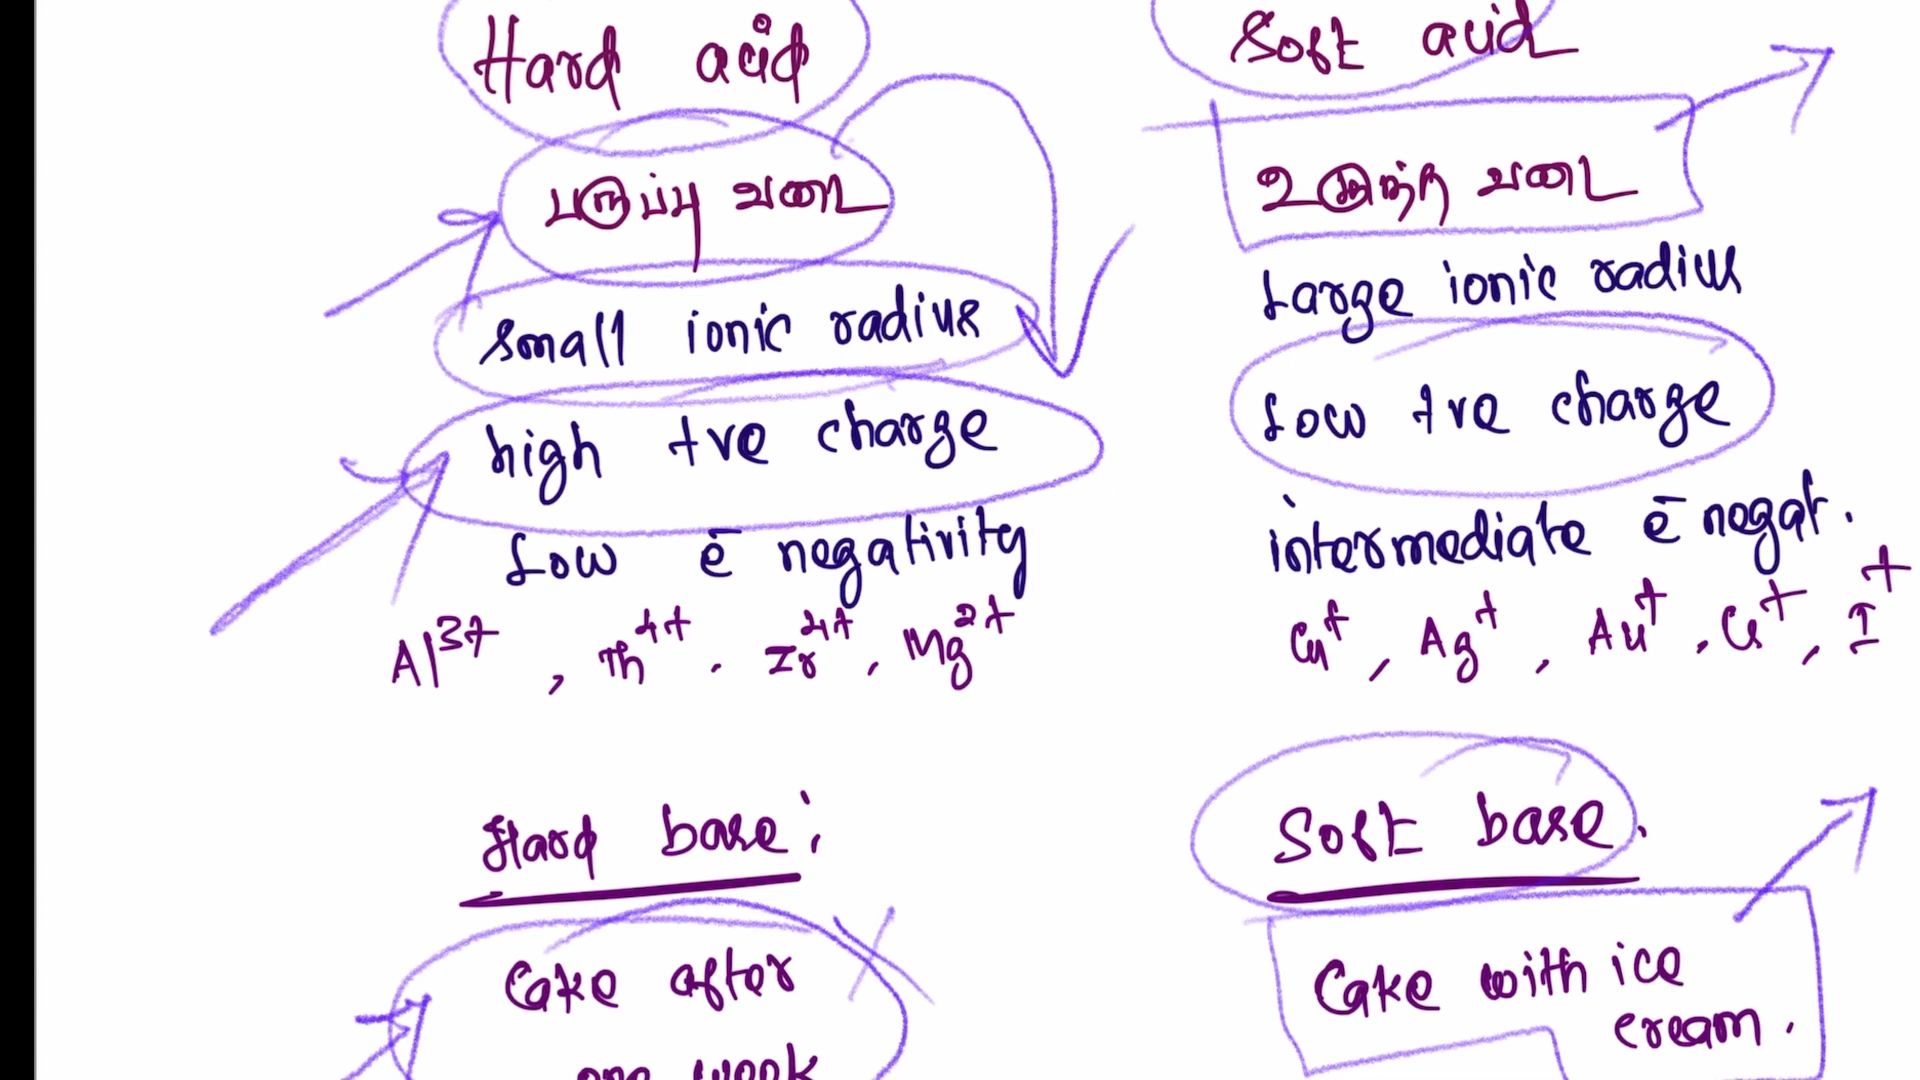 Hard acid
பருப்பு வடை
small ionic radius
high +ve charge
Low ē negativity
Al³⁺, Th⁴⁺, Zr⁴⁺, Mg²⁺
Soft acid
உளுந்து வடை
Large ionic radius
Low +ve charge
intermediate ē negat.
Cu⁺, Ag⁺, Au⁺, I⁺
Hard base:
Cake after
one week
Soft base.
Cake with ice
cream.